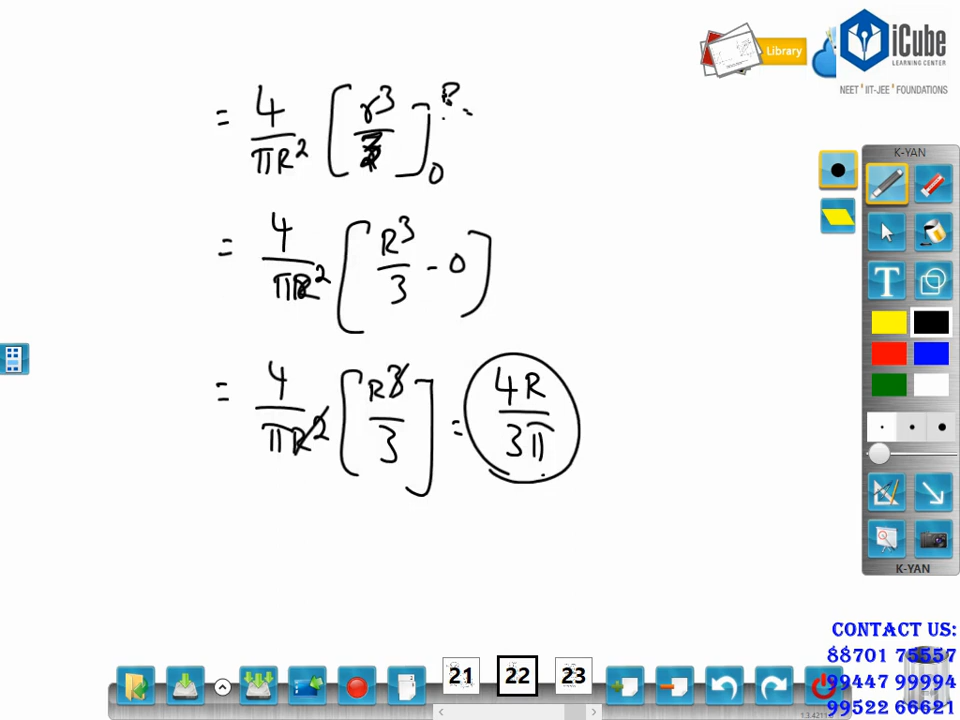 Library
iCube
LEARNING CENTER
NEET ' IIT-JEE ' FOUNDATIONS
= 4/πR² [r³/3]₀ᴿ
= 4/πR² [R³/3 - 0]
= 4/πR² [R³/3] = 4R/3π
K-YAN
T
K-YAN
CONTACT US:
88701 75557
99447 99994
99522 66621
21 22 23